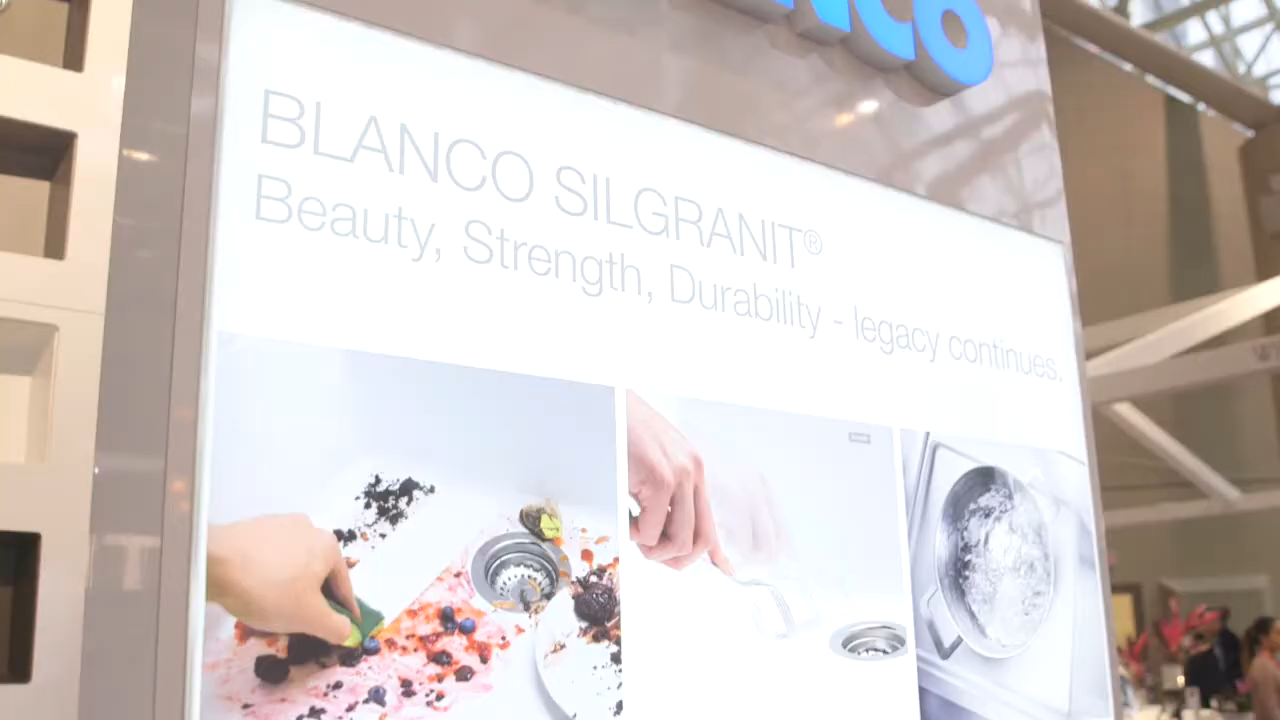 BLANCO SILGRANIT®
Beauty, Strength, Durability - legacy continues.